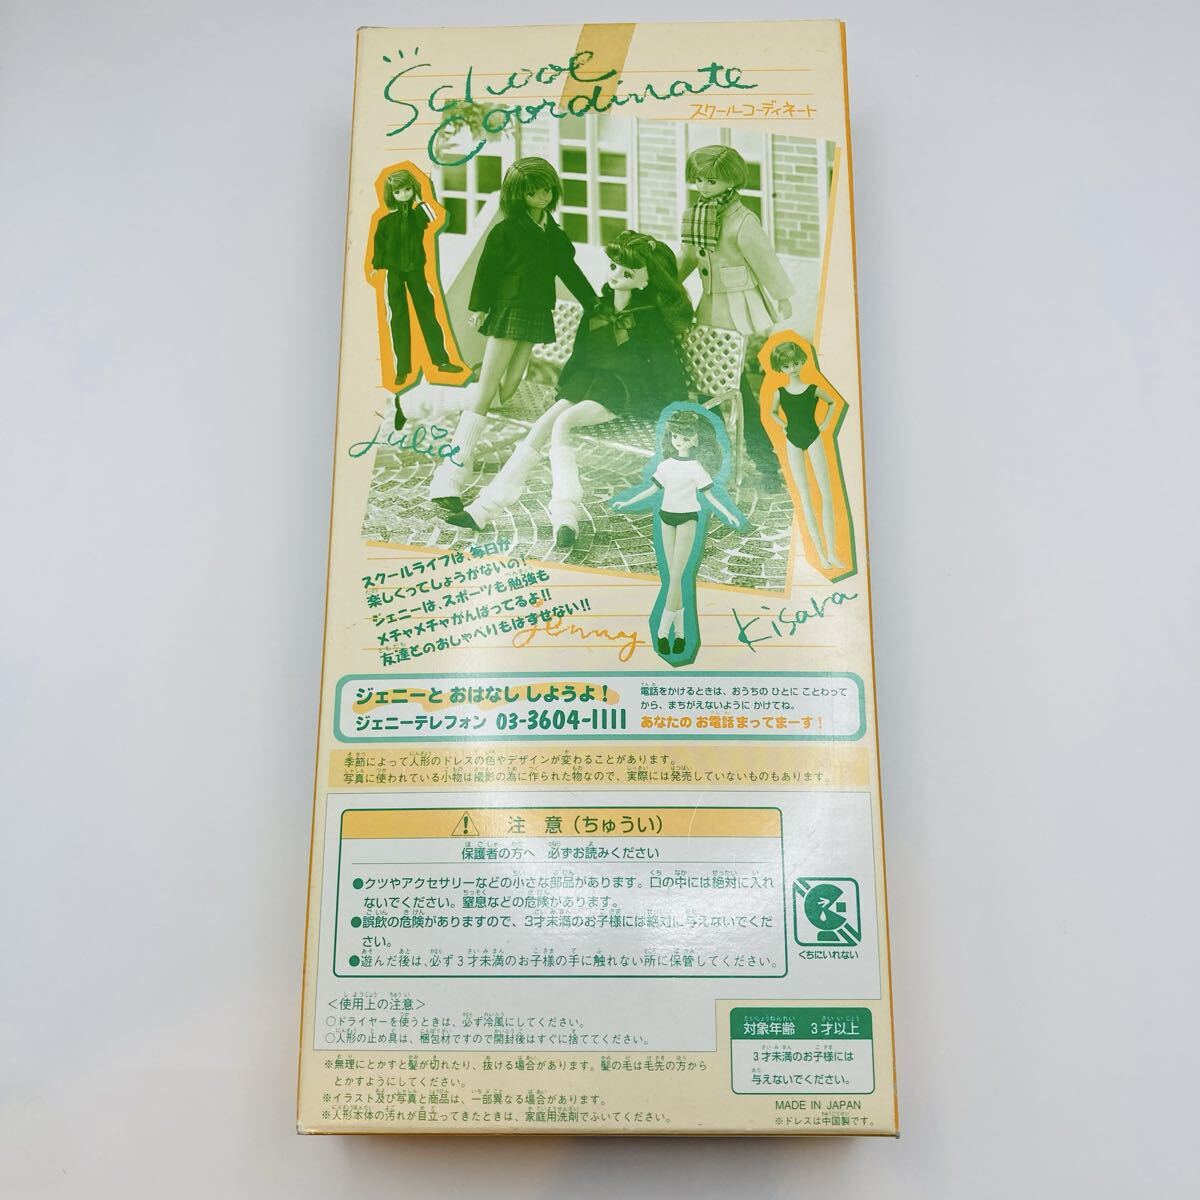 School
Coordinate
スクールコーディネート
Julia
Jenny
Kisara
スクールライフは、毎日が
楽しくってしょうがないの！
ジェニーは、スポーツも勉強も
メチャメチャがんばってるよ!!
友達とのおしゃべりもはずせない!!
ジェニーと おはなし しようよ！
ジェニーテレフォン 03-3604-1111
電話をかけるときは、おうちの ひとに ことわって
から、まちがえないように かけてね。
あなたの お電話まってまーす！
季節によって人形のドレスの色やデザインが変わることがあります。
写真に使われている小物は撮影の為に作られた物なので、実際には発売していないものもあります。
注 意（ちゅうい）
保護者の方へ 必ずお読みください
●クツやアクセサリーなどの小さな部品があります。口の中には絶対に入れ
ないでください。窒息などの危険があります。
●誤飲の危険がありますので、3才未満のお子様には絶対に与えないでくだ
さい。
●遊んだ後は、必ず3才未満のお子様の手に触れない所に保管してください。
くちにいれない
＜使用上の注意＞
○ドライヤーを使うときは、必ず冷風にしてください。
○人形の止め具は、梱包材ですので開封後はすぐに捨ててください。
※無理にとかすと髪が切れたり、抜ける場合があります。髪の毛は毛先の方から
とかすようにしてください。
※イラスト及び写真と商品は、一部異なる場合があります。
※人形本体の汚れが目立ってきたときは、家庭用洗剤でふいてください。
対象年齢 3才以上
3才未満のお子様には
与えないでください。
MADE IN JAPAN
※ドレスは中国製です。